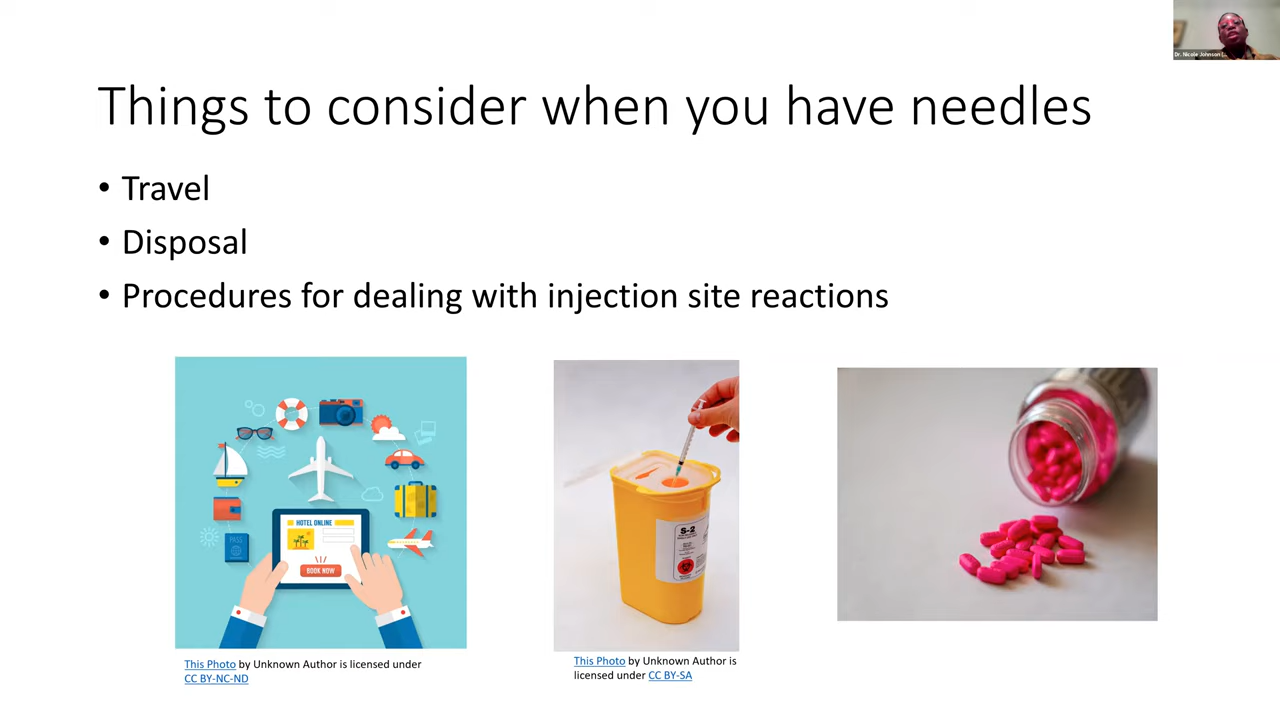 Dr. Nicole Johnson (...
Things to consider when you have needles
• Travel
• Disposal
• Procedures for dealing with injection site reactions
PASS
HOTEL ONLINE
BOOK NOW
S-2
This Photo by Unknown Author is licensed under
CC BY-NC-ND
This Photo by Unknown Author is
licensed under CC BY-SA